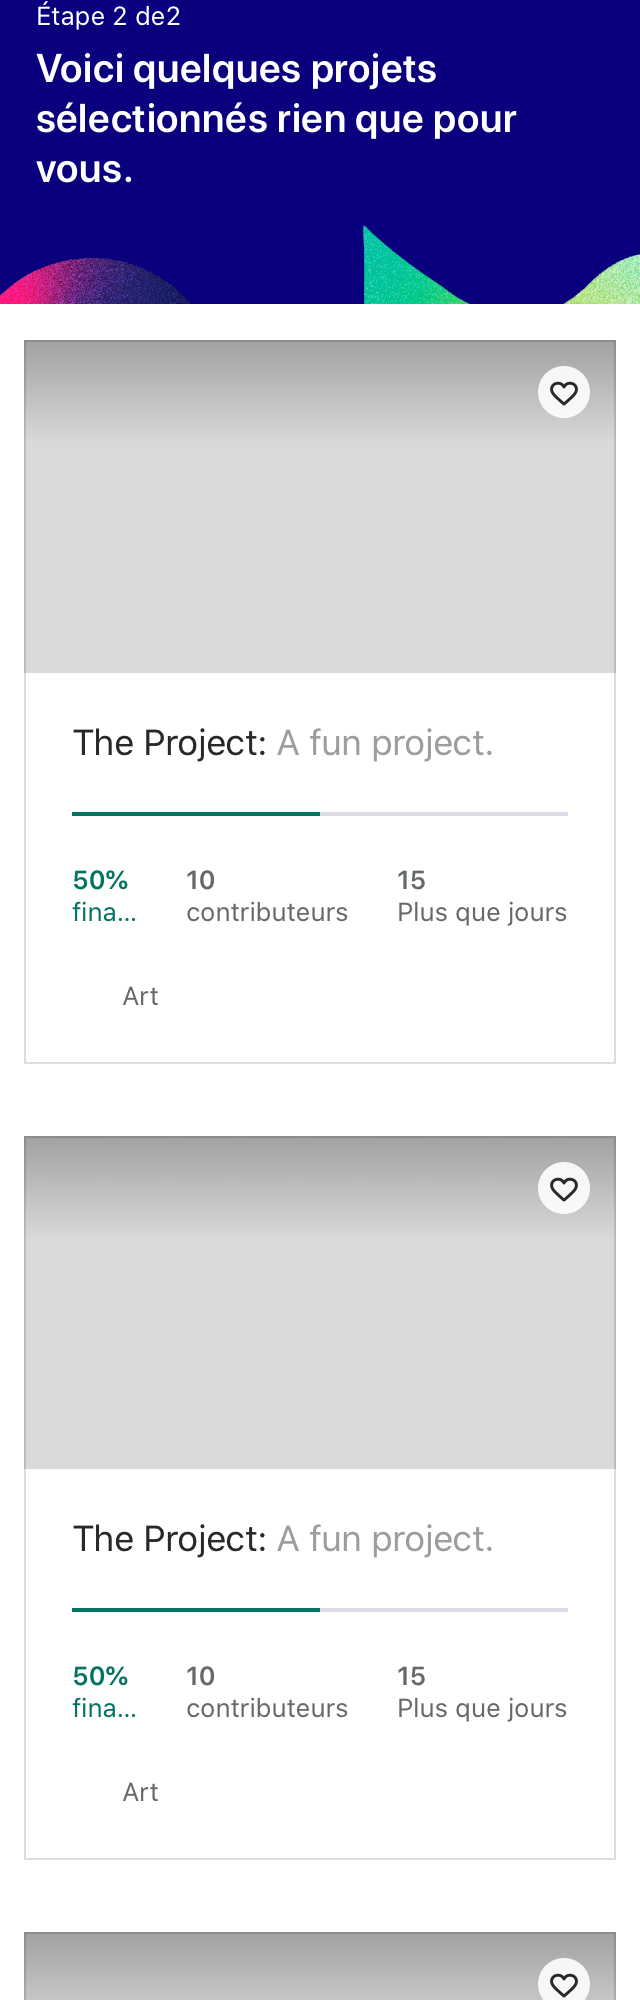 Étape 2 de2
Voici quelques projets
sélectionnés rien que pour
vous.
The Project: A fun project.
50%
fina...
10
contributeurs
15
Plus que jours
Art
The Project: A fun project.
50%
fina...
10
contributeurs
15
Plus que jours
Art